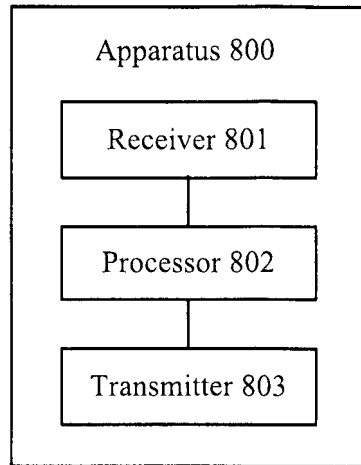 Apparatus 800
Receiver 801
Processor 802
Transmitter 803